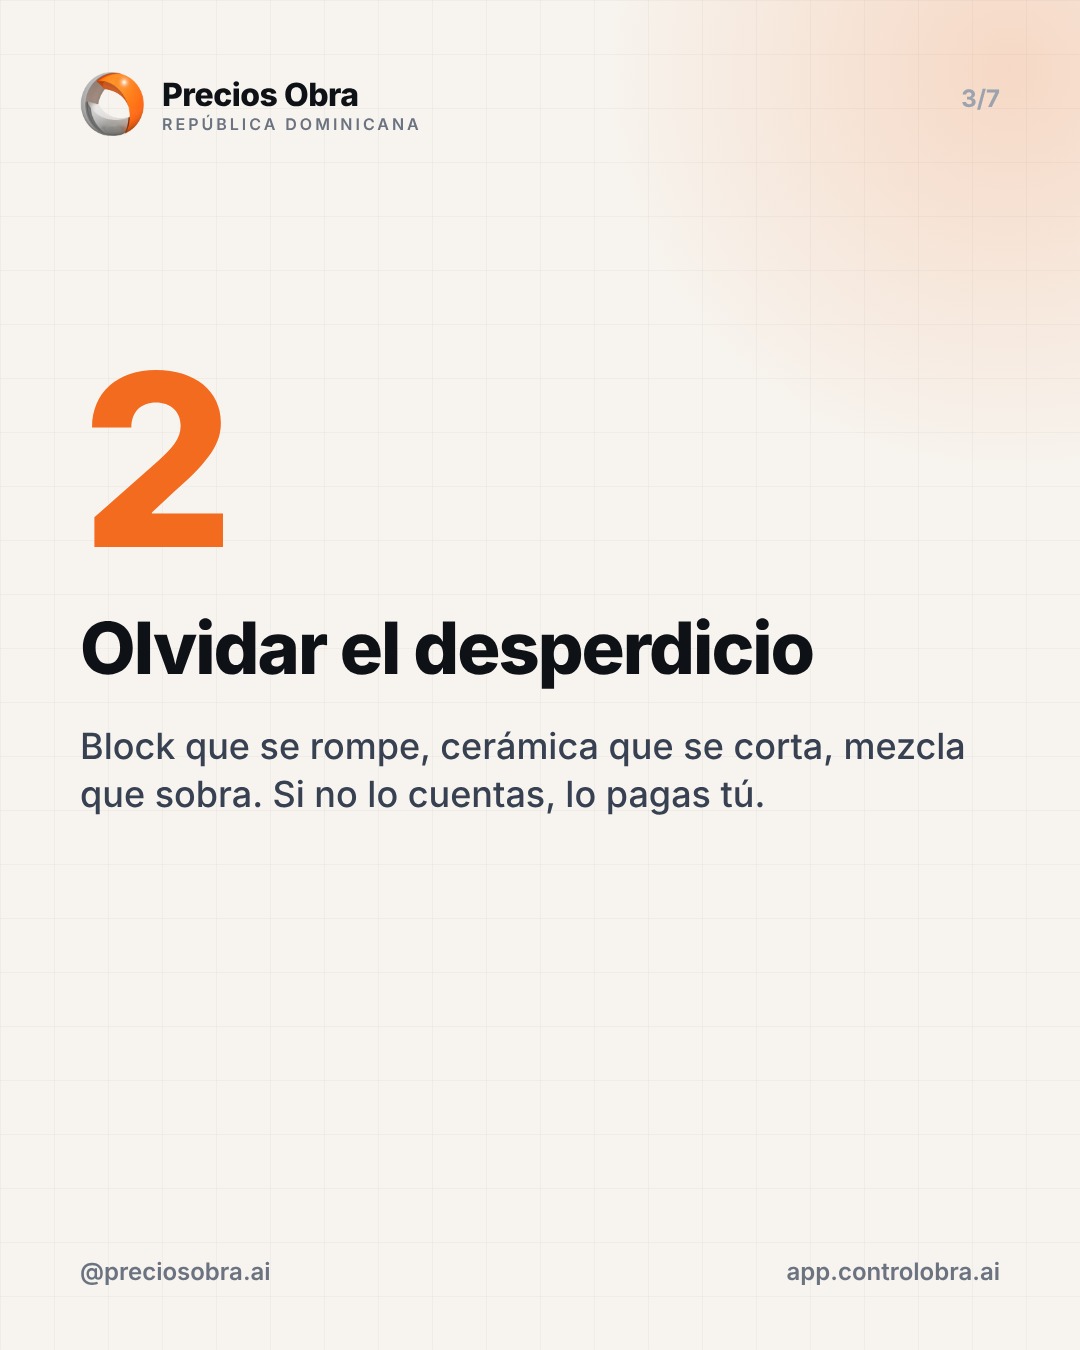 Precios Obra
REPÚBLICA DOMINICANA
3/7
2
Olvidar el desperdicio
Block que se rompe, cerámica que se corta, mezcla
que sobra. Si no lo cuentas, lo pagas tú.
@preciosobra.ai
app.controlobra.ai